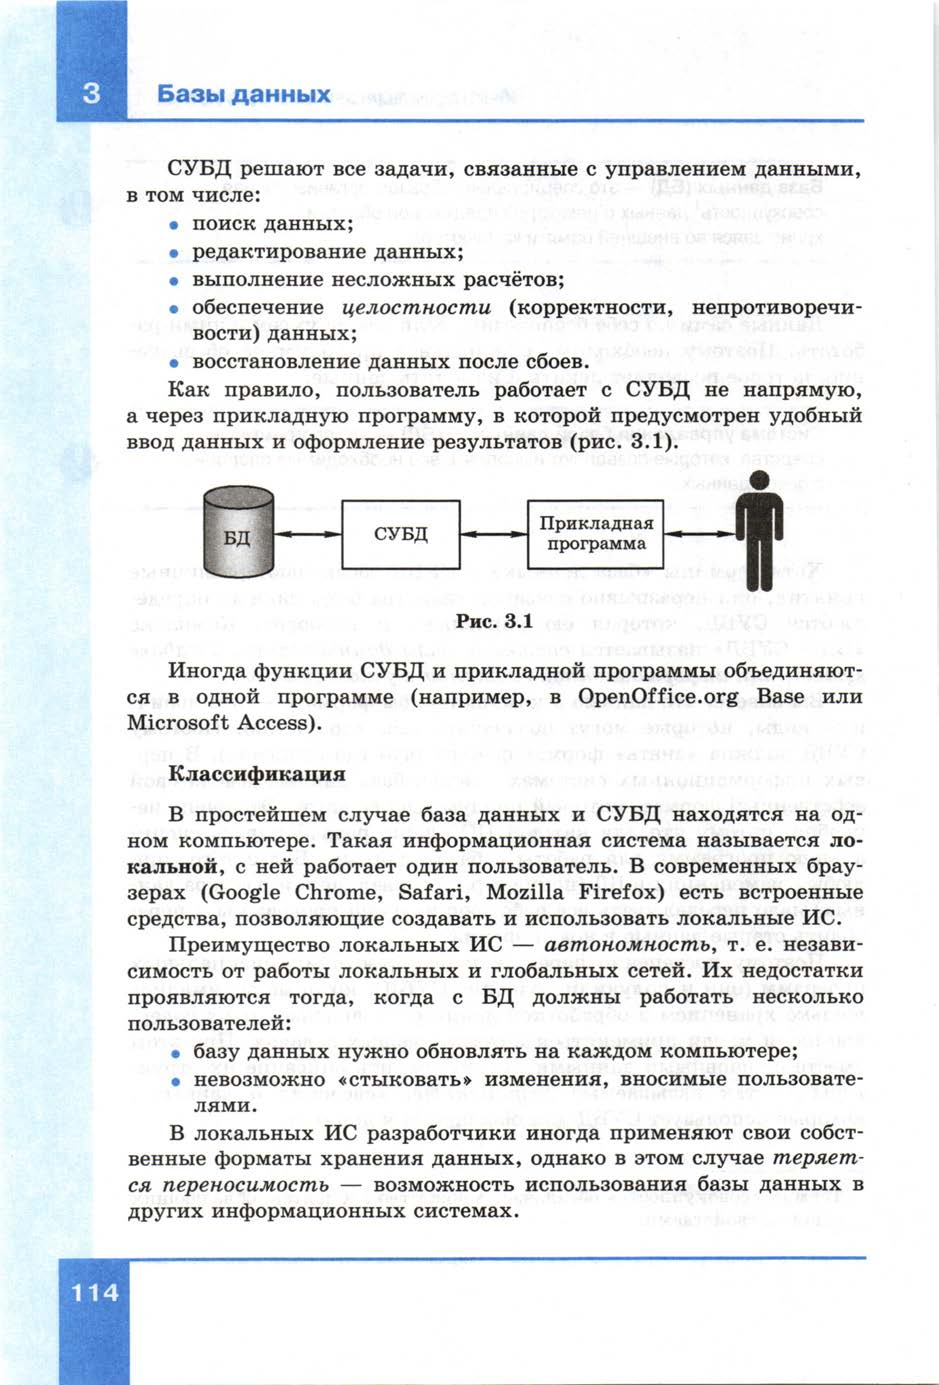 3
Базы данных
СУБД решают все задачи, связанные с управлением данными,
в том числе:
• поиск данных;
• редактирование данных;
• выполнение несложных расчётов;
• обеспечение целостности (корректности, непротиворечи-
вости) данных;
• восстановление данных после сбоев.
Как правило, пользователь работает с СУБД не напрямую,
а через прикладную программу, в которой предусмотрен удобный
ввод данных и оформление результатов (рис. 3.1).
БД
СУБД
Прикладная
программа
Рис. 3.1
Иногда функции СУБД и прикладной программы объединяют-
ся в одной программе (например, в OpenOffice.org Base или
Microsoft Access).
Классификация
В простейшем случае база данных и СУБД находятся на од-
ном компьютере. Такая информационная система называется ло-
кальной, с ней работает один пользователь. В современных брау-
зерах (Google Chrome, Safari, Mozilla Firefox) есть встроенные
средства, позволяющие создавать и использовать локальные ИС.
Преимущество локальных ИС — автономность, т. е. незави-
симость от работы локальных и глобальных сетей. Их недостатки
проявляются тогда, когда с БД должны работать несколько
пользователей:
• базу данных нужно обновлять на каждом компьютере;
• невозможно «стыковать» изменения, вносимые пользовате-
лями.
В локальных ИС разработчики иногда применяют свои собст-
венные форматы хранения данных, однако в этом случае теряет-
ся переносимость — возможность использования базы данных в
других информационных системах.
114